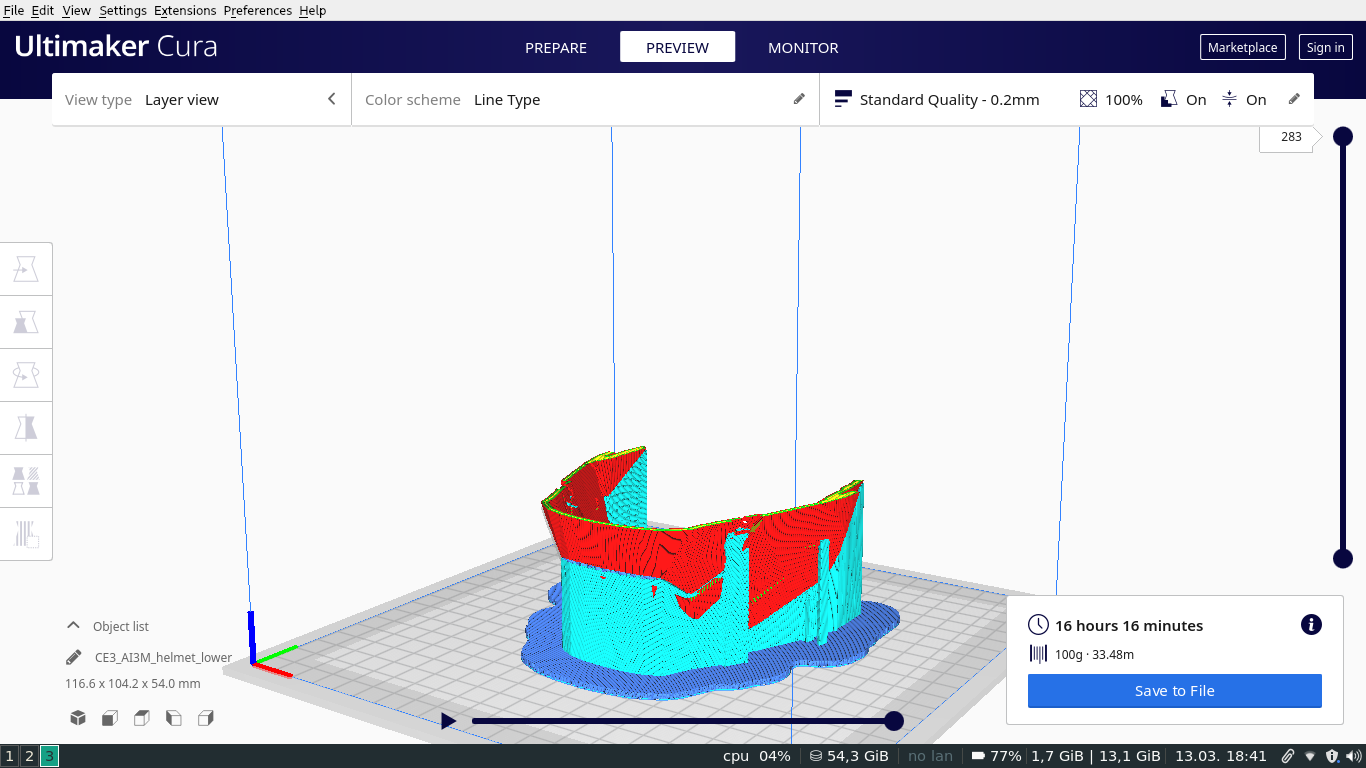 File Edit View Settings Extensions Preferences Help
Ultimaker Cura
PREPARE PREVIEW MONITOR
Marketplace Sign in
View type Layer view
Color scheme Line Type
Standard Quality - 0.2mm 100% On On
283
Object list
CE3_AI3M_helmet_lower
116.6 x 104.2 x 54.0 mm
16 hours 16 minutes
100g · 33.48m
Save to File
1 2 3 cpu 04% 54,3 GiB no lan 77% 1,7 GiB | 13,1 GiB 13.03. 18:41